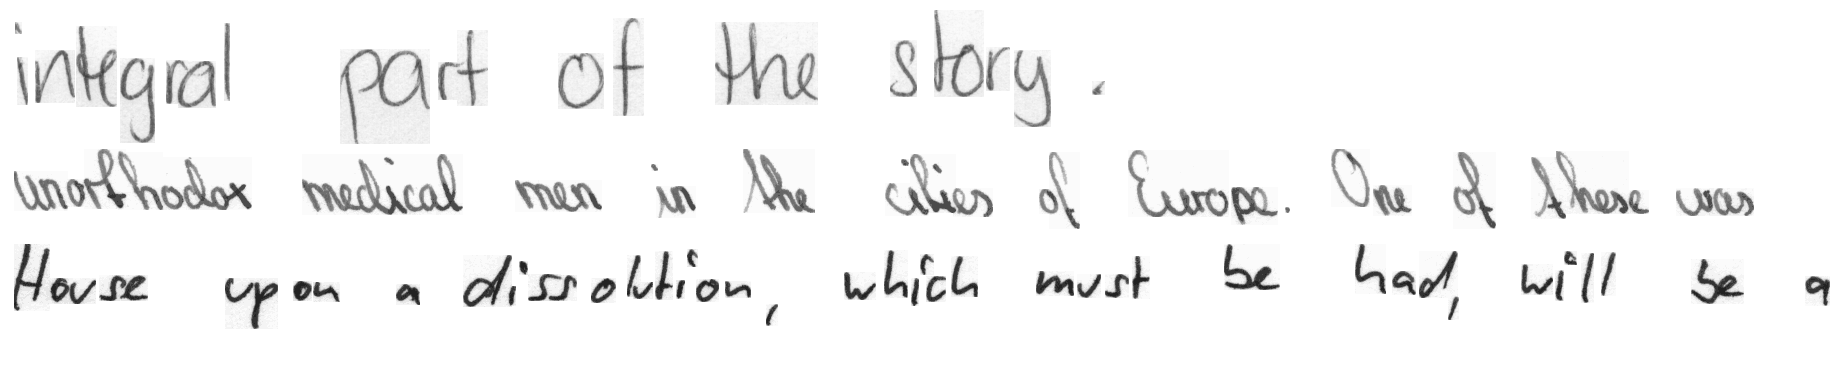 integral part of the story.
unorthodox medical men in the cities of Europe. One of these was
House upon a dissolution, which must be had, will be a